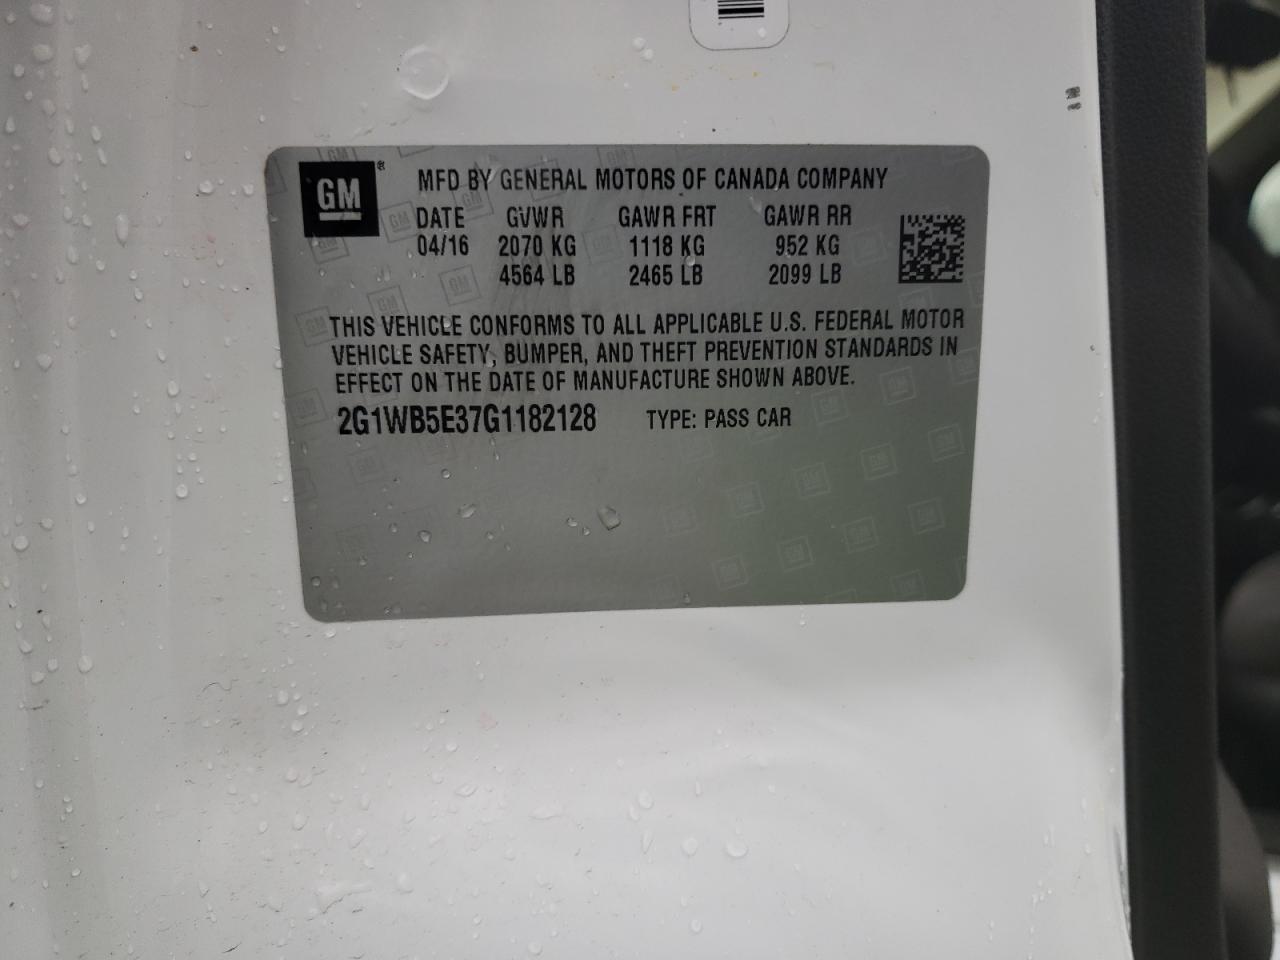 GM ®
MFD BY GENERAL MOTORS OF CANADA COMPANY
DATE GVWR GAWR FRT GAWR RR
04/16 2070 KG 1118 KG 952 KG
4564 LB 2465 LB 2099 LB
THIS VEHICLE CONFORMS TO ALL APPLICABLE U.S. FEDERAL MOTOR
VEHICLE SAFETY, BUMPER, AND THEFT PREVENTION STANDARDS IN
EFFECT ON THE DATE OF MANUFACTURE SHOWN ABOVE.
2G1WB5E37G1182128 TYPE: PASS CAR